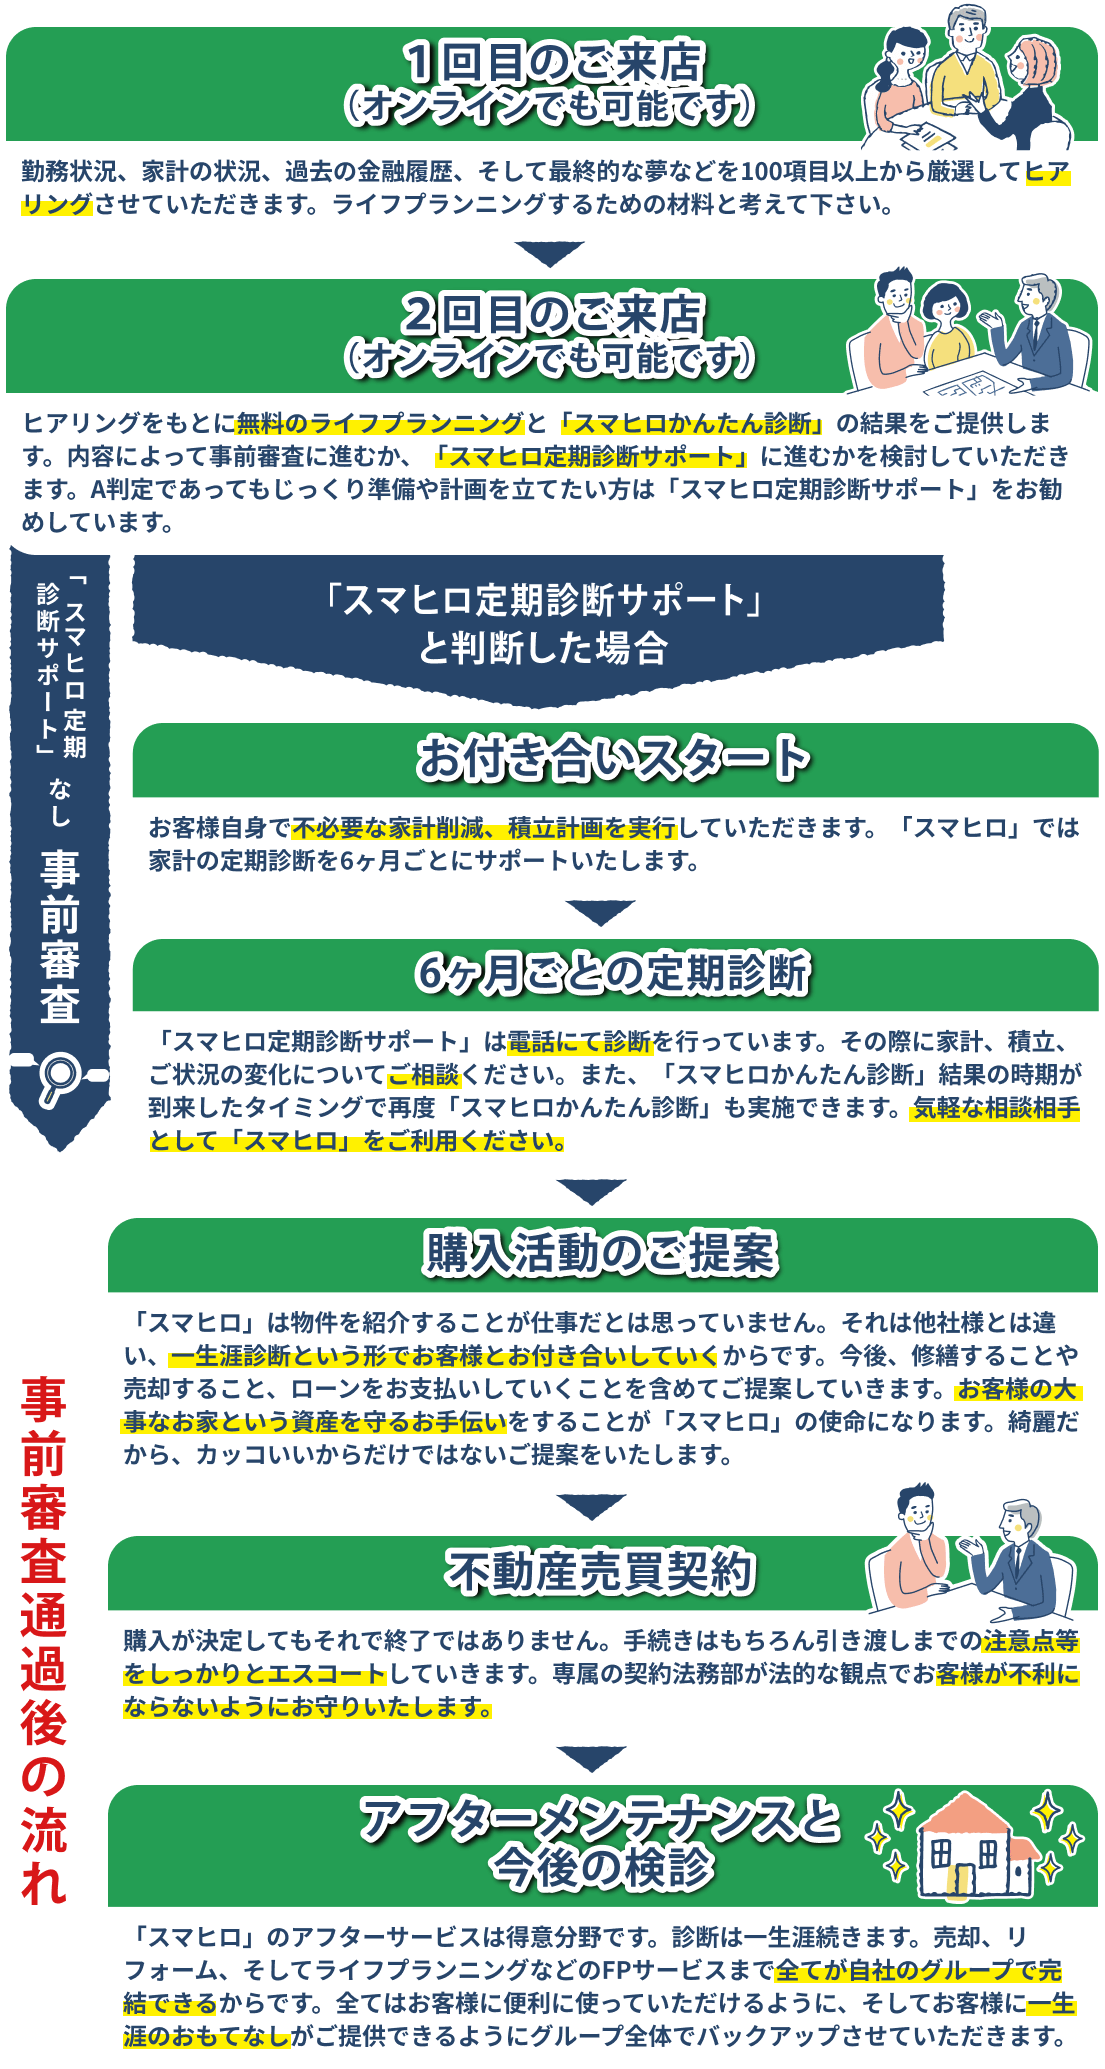 1回目のご来店
（オンラインでも可能です）
勤務状況、家計の状況、過去の金融履歴、そして最終的な夢などを100項目以上から厳選してヒア
リングさせていただきます。ライフプランニングするための材料と考えて下さい。
2回目のご来店
（オンラインでも可能です）
ヒアリングをもとに無料のライフプランニングと「スマヒロかんたん診断」の結果をご提供しま
す。内容によって事前審査に進むか、「スマヒロ定期診断サポート」に進むかを検討していただき
ます。A判定であってもじっくり準備や計画を立てたい方は「スマヒロ定期診断サポート」をお勧
めしています。
「スマヒロ定期
診断サポート」
なし
事前審査
「スマヒロ定期診断サポート」
と判断した場合
お付き合いスタート
お客様自身で不必要な家計削減、積立計画を実行していただきます。「スマヒロ」では
家計の定期診断を6ヶ月ごとにサポートいたします。
6ヶ月ごとの定期診断
「スマヒロ定期診断サポート」は電話にて診断を行っています。その際に家計、積立、
ご状況の変化についてご相談ください。また、「スマヒロかんたん診断」結果の時期が
到来したタイミングで再度「スマヒロかんたん診断」も実施できます。気軽な相談相手
として「スマヒロ」をご利用ください。
事前審査通過後の流れ
購入活動のご提案
「スマヒロ」は物件を紹介することが仕事だとは思っていません。それは他社様とは違
い、一生涯診断という形でお客様とお付き合いしていくからです。今後、修繕することや
売却すること、ローンをお支払いしていくことを含めてご提案していきます。お客様の大
事なお家という資産を守るお手伝いをすることが「スマヒロ」の使命になります。綺麗だ
から、カッコいいからだけではないご提案をいたします。
不動産売買契約
購入が決定してもそれで終了ではありません。手続きはもちろん引き渡しまでの注意点等
をしっかりとエスコートしていきます。専属の契約法務部が法的な観点でお客様が不利に
ならないようにお守りいたします。
アフターメンテナンスと
今後の検診
「スマヒロ」のアフターサービスは得意分野です。診断は一生涯続きます。売却、リ
フォーム、そしてライフプランニングなどのFPサービスまで全てが自社のグループで完
結できるからです。全てはお客様に便利に使っていただけるように、そしてお客様に一生
涯のおもてなしがご提供できるようにグループ全体でバックアップさせていただきます。